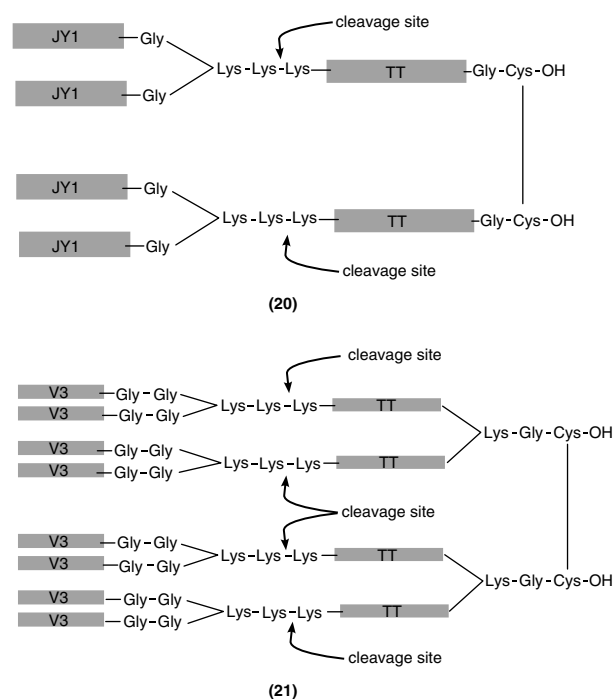 cleavage site
JY1 –Gly
Lys -Lys -Lys – TT –Gly -Cys –OH
JY1 –Gly
JY1 –Gly
Lys -Lys -Lys – TT –Gly -Cys –OH
JY1 –Gly
cleavage site
(20)
cleavage site
V3 –Gly –Gly
Lys –Lys –Lys – TT
V3 –Gly –Gly
Lys -Gly -Cys –OH
V3 –Gly –Gly
Lys -Lys -Lys – TT
V3 –Gly –Gly
cleavage site
V3 –Gly –Gly
Lys –Lys -Lys – TT
V3 –Gly –Gly
Lys -Gly -Cys –OH
V3 –Gly –Gly
Lys -Lys –Lys – TT
V3 –Gly –Gly
cleavage site
(21)